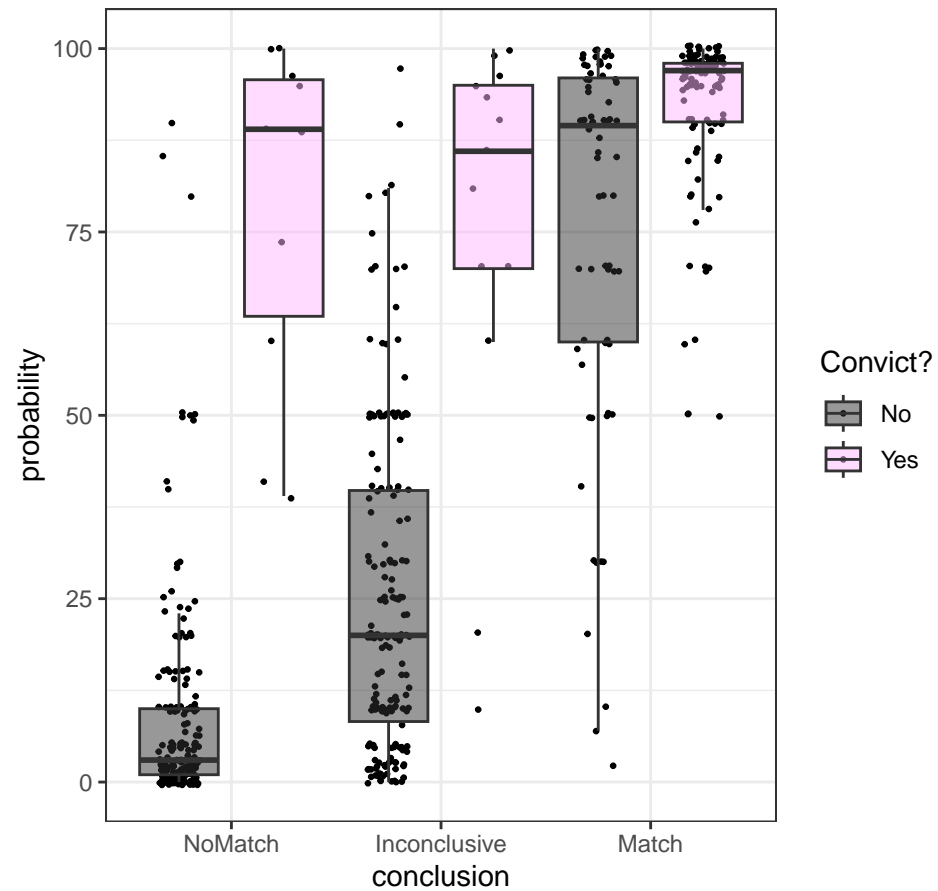 100
75
50
25
0
probability
NoMatch
Inconclusive
Match
conclusion
Convict?
No
Yes